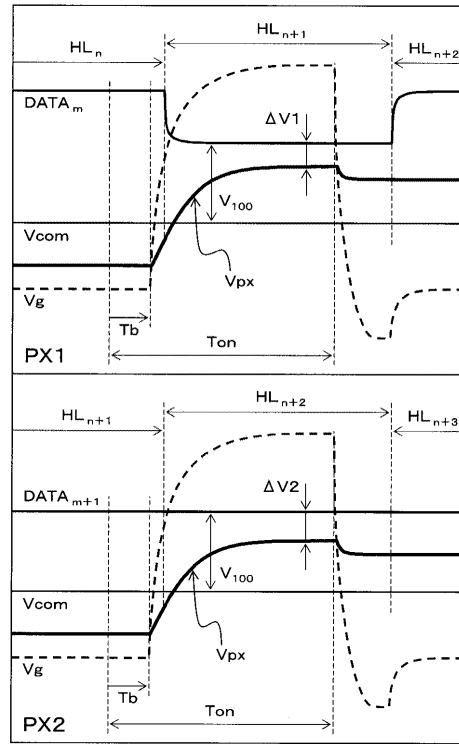 HLn+1
HLn HLn+2
DATAm
ΔV1
V100
Vcom
Vpx
Vg
Tb
Ton
PX1
HLn+2
HLn+1 HLn+3
DATAm+1
ΔV2
V100
Vcom
Vpx
Vg
Tb
Ton
PX2